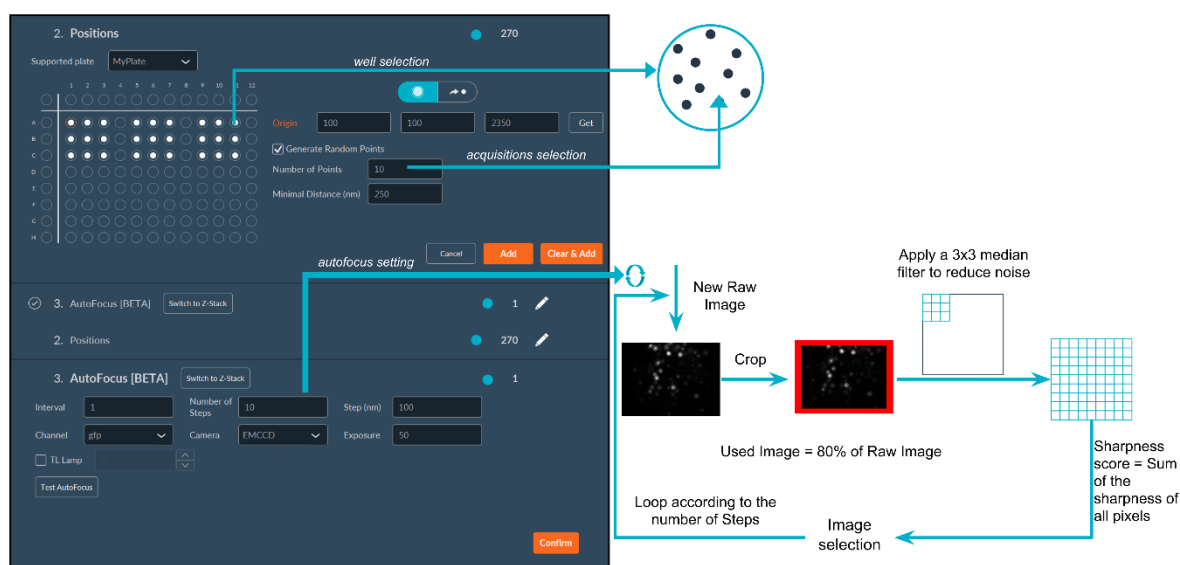 2. Positions
270
Supported plate
MyPlate
well selection
1 2 3 4 5 6 7 8 9 10 1 12
A
B
C
D
E
F
G
H
Origin
100
100
2350
Get
Generate Random Points
Number of Points
10
acquisitions selection
Minimal Distance (nm)
250
Cancel
Add
Clear & Add
autofocus setting
3. AutoFocus [BETA]
Switch to Z-Stack
1
2. Positions
270
3. AutoFocus [BETA]
Switch to Z-Stack
1
Interval
1
Number of
Steps
10
Step (nm)
100
Channel
gfp
Camera
EMCCD
Exposure
50
TL Lamp
Test AutoFocus
Confirm
New Raw
Image
Crop
Apply a 3x3 median
filter to reduce noise
Used Image = 80% of Raw Image
Sharpness
score = Sum
of the
sharpness of
all pixels
Loop according to the
number of Steps
Image
selection